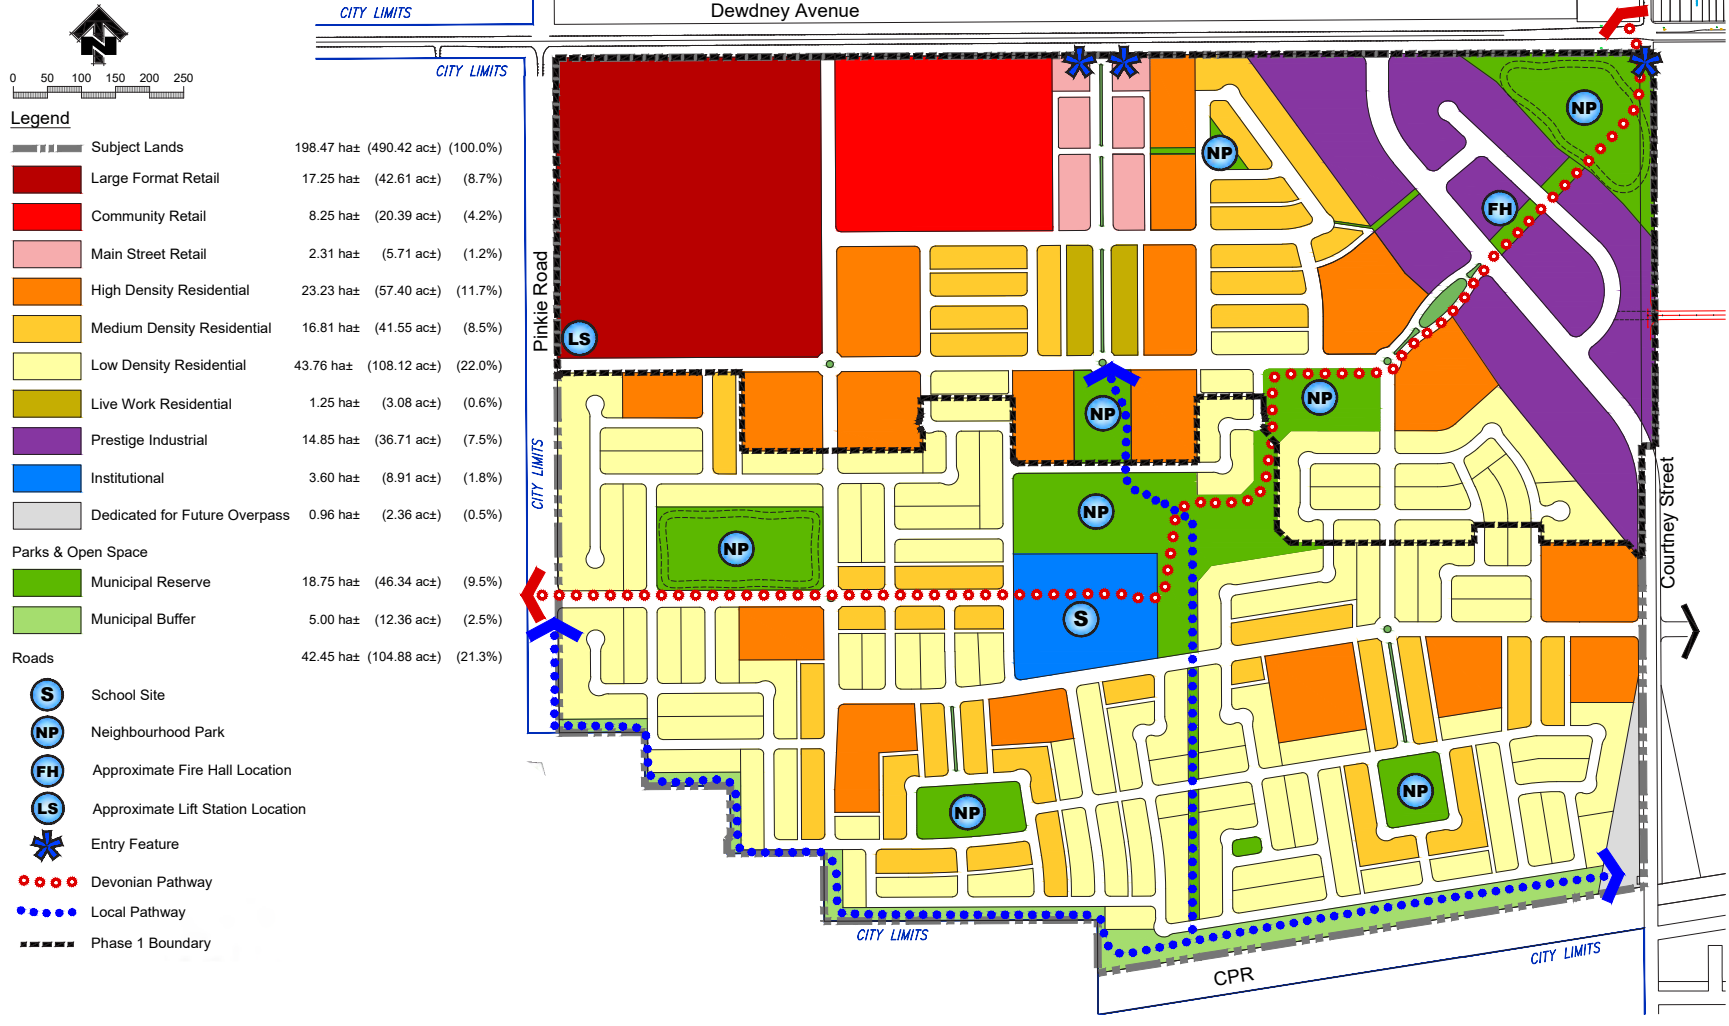 CITY LIMITS
Dewdney Avenue
CITY LIMITS
N
0 50 100 150 200 250
Legend
Subject Lands 198.47 ha± (490.42 ac±) (100.0%)
Large Format Retail 17.25 ha± (42.61 ac±) (8.7%)
Community Retail 8.25 ha± (20.39 ac±) (4.2%)
Main Street Retail 2.31 ha± (5.71 ac±) (1.2%)
High Density Residential 23.23 ha± (57.40 ac±) (11.7%)
Medium Density Residential 16.81 ha± (41.55 ac±) (8.5%)
Low Density Residential 43.76 ha± (108.12 ac±) (22.0%)
Live Work Residential 1.25 ha± (3.08 ac±) (0.6%)
Prestige Industrial 14.85 ha± (36.71 ac±) (7.5%)
Institutional 3.60 ha± (8.91 ac±) (1.8%)
Dedicated for Future Overpass 0.96 ha± (2.36 ac±) (0.5%)
Parks & Open Space
Municipal Reserve 18.75 ha± (46.34 ac±) (9.5%)
Municipal Buffer 5.00 ha± (12.36 ac±) (2.5%)
Roads 42.45 ha± (104.88 ac±) (21.3%)
S School Site
NP Neighbourhood Park
FH Approximate Fire Hall Location
LS Approximate Lift Station Location
Entry Feature
Devonian Pathway
Local Pathway
Phase 1 Boundary
Pinkie Road
CITY LIMITS
NP
NP
FH
LS
NP
NP
NP
NP
S
NP
NP
Courtney Street
CITY LIMITS
CPR
CITY LIMITS